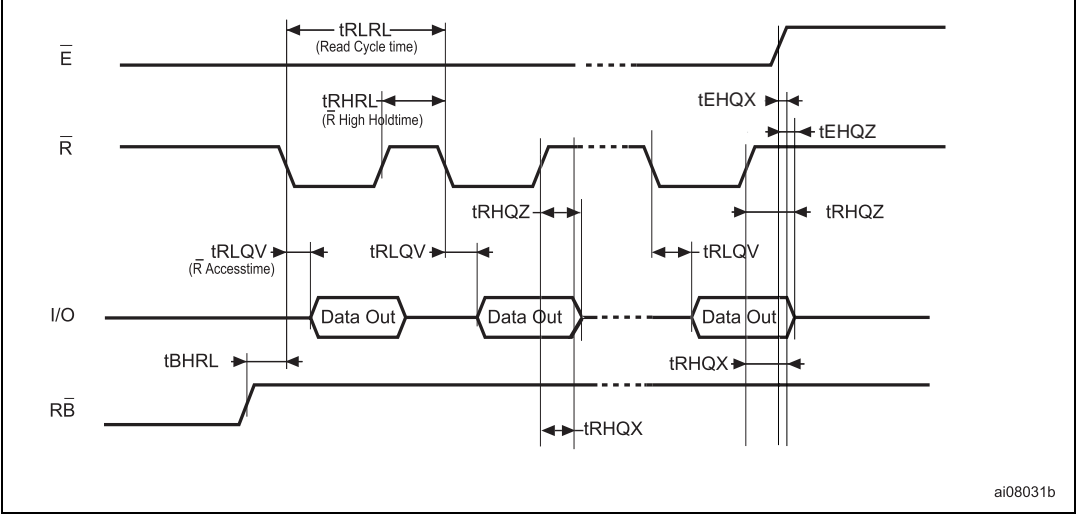 tRLRL
(Read Cycle time)
E̅
tRHRL
(R̅ High Holdtime)
tEHQX
tEHQZ
R̅
tRHQZ
tRHQZ
tRLQV
(R̅ Accesstime)
tRLQV
tRLQV
I/O
Data Out
Data Out
Data Out
tBHRL
tRHQX
RB̅
tRHQX
ai08031b